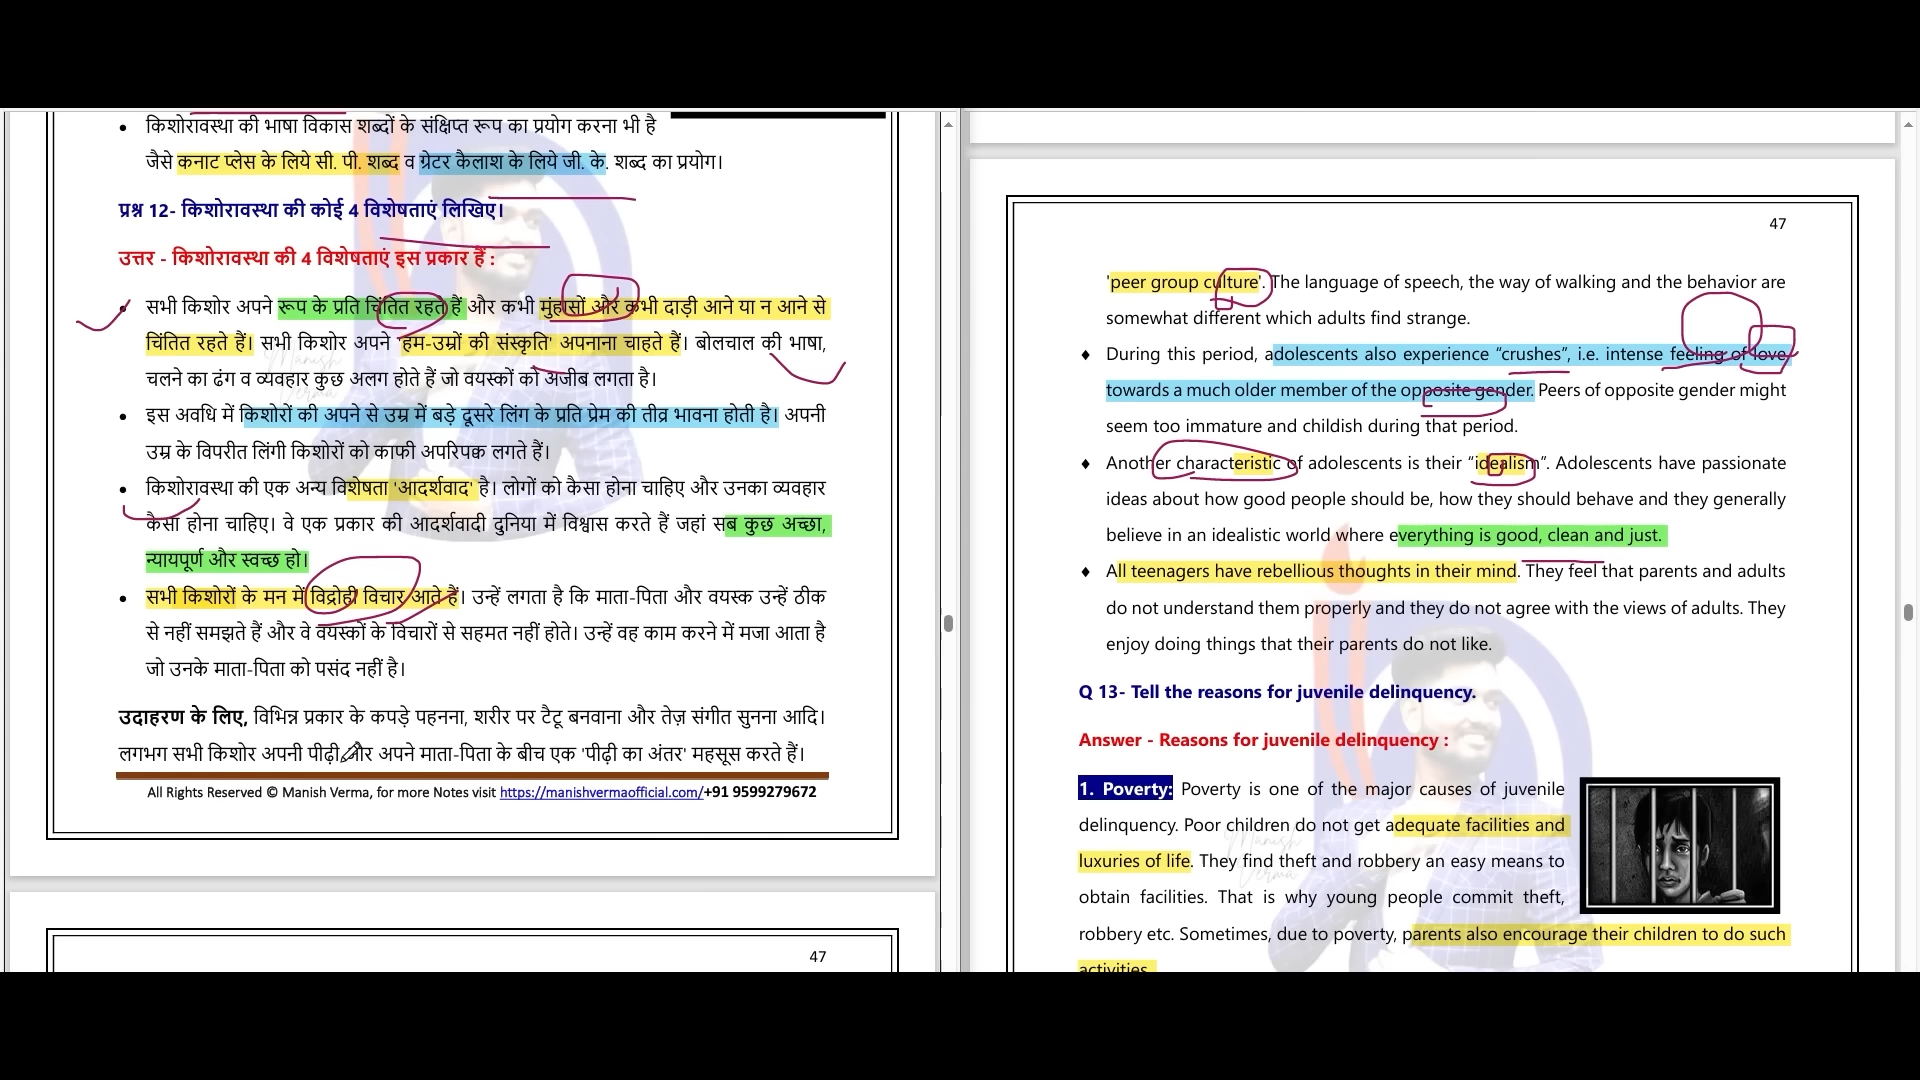 किशोरावस्था की भाषा विकास शब्दों के संक्षिप्त रूप का प्रयोग करना भी है
जैसे कनाट प्लेस के लिये सी. पी. शब्द व ग्रेटर कैलाश के लिये जी. के. शब्द का प्रयोग।
प्रश्न 12- किशोरावस्था की कोई 4 विशेषताएं लिखिए।
उत्तर - किशोरावस्था की 4 विशेषताएं इस प्रकार हैं :
सभी किशोर अपने रूप के प्रति चिंतित रहते हैं और कभी मुंहासों और कभी दाड़ी आने या न आने से
चिंतित रहते हैं। सभी किशोर अपने 'हम-उम्रों की संस्कृति' अपनाना चाहते हैं। बोलचाल की भाषा,
चलने का ढंग व व्यवहार कुछ अलग होते हैं जो वयस्कों को अजीब लगता है।
इस अवधि में किशोरों की अपने से उम्र में बड़े दूसरे लिंग के प्रति प्रेम की तीव्र भावना होती है। अपनी
उम्र के विपरीत लिंगी किशोरों को काफी अपरिपक्व लगते हैं।
किशोरावस्था की एक अन्य विशेषता 'आदर्शवाद' है। लोगों को कैसा होना चाहिए और उनका व्यवहार
कैसा होना चाहिए। वे एक प्रकार की आदर्शवादी दुनिया में विश्वास करते हैं जहां सब कुछ अच्छा,
न्यायपूर्ण और स्वच्छ हो।
सभी किशोरों के मन में विद्रोही विचार आते हैं। उन्हें लगता है कि माता-पिता और वयस्क उन्हें ठीक
से नहीं समझते हैं और वे वयस्कों के विचारों से सहमत नहीं होते। उन्हें वह काम करने में मजा आता है
जो उनके माता-पिता को पसंद नहीं है।
उदाहरण के लिए, विभिन्न प्रकार के कपड़े पहनना, शरीर पर टैटू बनवाना और तेज़ संगीत सुनना आदि।
लगभग सभी किशोर अपनी पीढ़ी और अपने माता-पिता के बीच एक 'पीढ़ी का अंतर' महसूस करते हैं।
All Rights Reserved © Manish Verma, for more Notes visit https://manishvermaofficial.com/+91 9599279672
47
47
'peer group culture'. The language of speech, the way of walking and the behavior are
somewhat different which adults find strange.
♦ During this period, adolescents also experience “crushes”, i.e. intense feeling of love
towards a much older member of the opposite gender. Peers of opposite gender might
seem too immature and childish during that period.
♦ Another characteristic of adolescents is their “idealism”. Adolescents have passionate
ideas about how good people should be, how they should behave and they generally
believe in an idealistic world where everything is good, clean and just.
♦ All teenagers have rebellious thoughts in their mind. They feel that parents and adults
do not understand them properly and they do not agree with the views of adults. They
enjoy doing things that their parents do not like.
Q 13- Tell the reasons for juvenile delinquency.
Answer - Reasons for juvenile delinquency :
1. Poverty: Poverty is one of the major causes of juvenile
delinquency. Poor children do not get adequate facilities and
luxuries of life. They find theft and robbery an easy means to
obtain facilities. That is why young people commit theft,
robbery etc. Sometimes, due to poverty, parents also encourage their children to do such
activities.
Manish
Verma
Manish
Verma